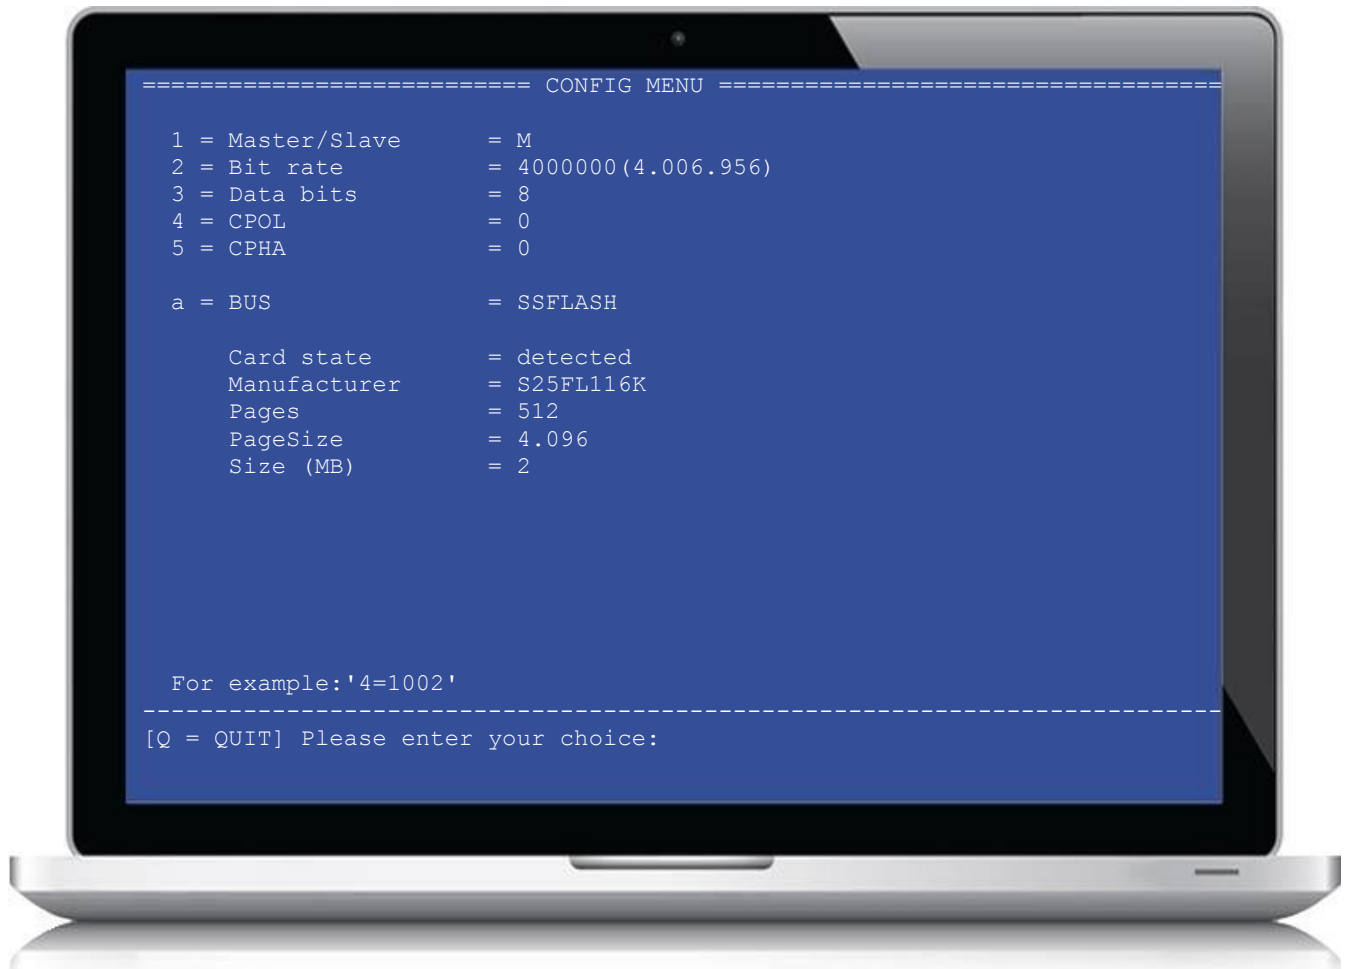 =========================== CONFIG MENU ===================================
1 = Master/Slave = M
2 = Bit rate = 4000000(4.006.956)
3 = Data bits = 8
4 = CPOL = 0
5 = CPHA = 0
a = BUS = SSFLASH
Card state = detected
Manufacturer = S25FL116K
Pages = 512
PageSize = 4.096
Size (MB) = 2
For example:'4=1002'
---------------------------------------------------------------------------
[Q = QUIT] Please enter your choice: